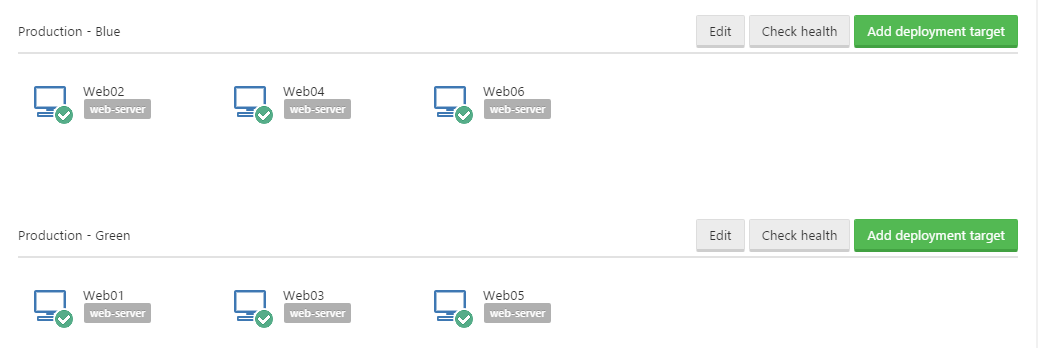 Production - Blue Edit Check health Add deployment target
Web02 Web04 Web06
web-server web-server web-server
Production - Green Edit Check health Add deployment target
Web01 Web03 Web05
web-server web-server web-server